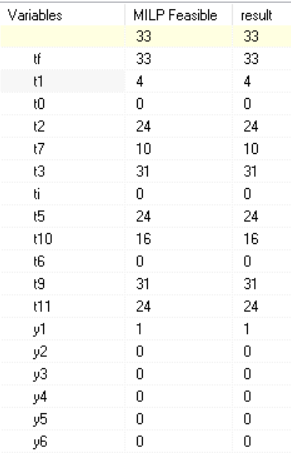 Variables MILP Feasible result
33 33
tf 33 33
t1 4 4
t0 0 0
t2 24 24
t7 10 10
t3 31 31
ti 0 0
t5 24 24
t10 16 16
t6 0 0
t9 31 31
t11 24 24
y1 1 1
y2 0 0
y3 0 0
y4 0 0
y5 0 0
y6 0 0